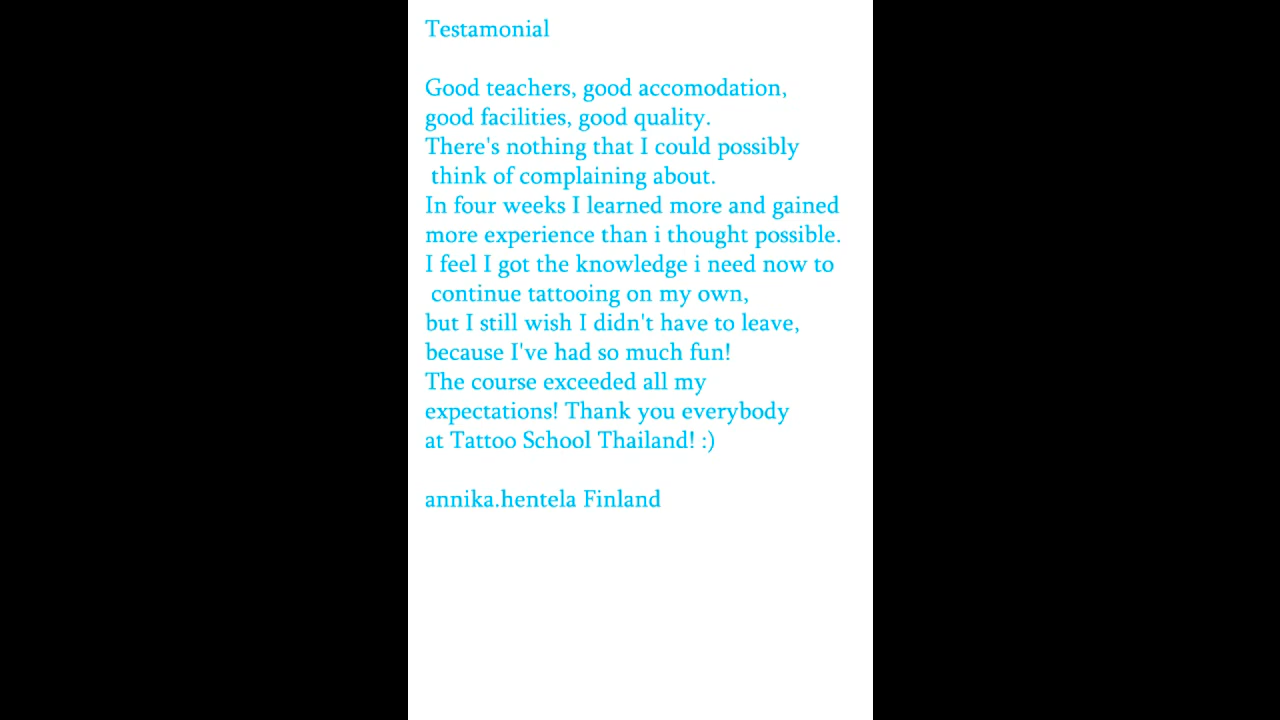 Testamonial
Good teachers, good accomodation,
good facilities, good quality.
There's nothing that I could possibly
think of complaining about.
In four weeks I learned more and gained
more experience than i thought possible.
I feel I got the knowledge i need now to
continue tattooing on my own,
but I still wish I didn't have to leave,
because I've had so much fun!
The course exceeded all my
expectations! Thank you everybody
at Tattoo School Thailand! :)
annika.hentela Finland